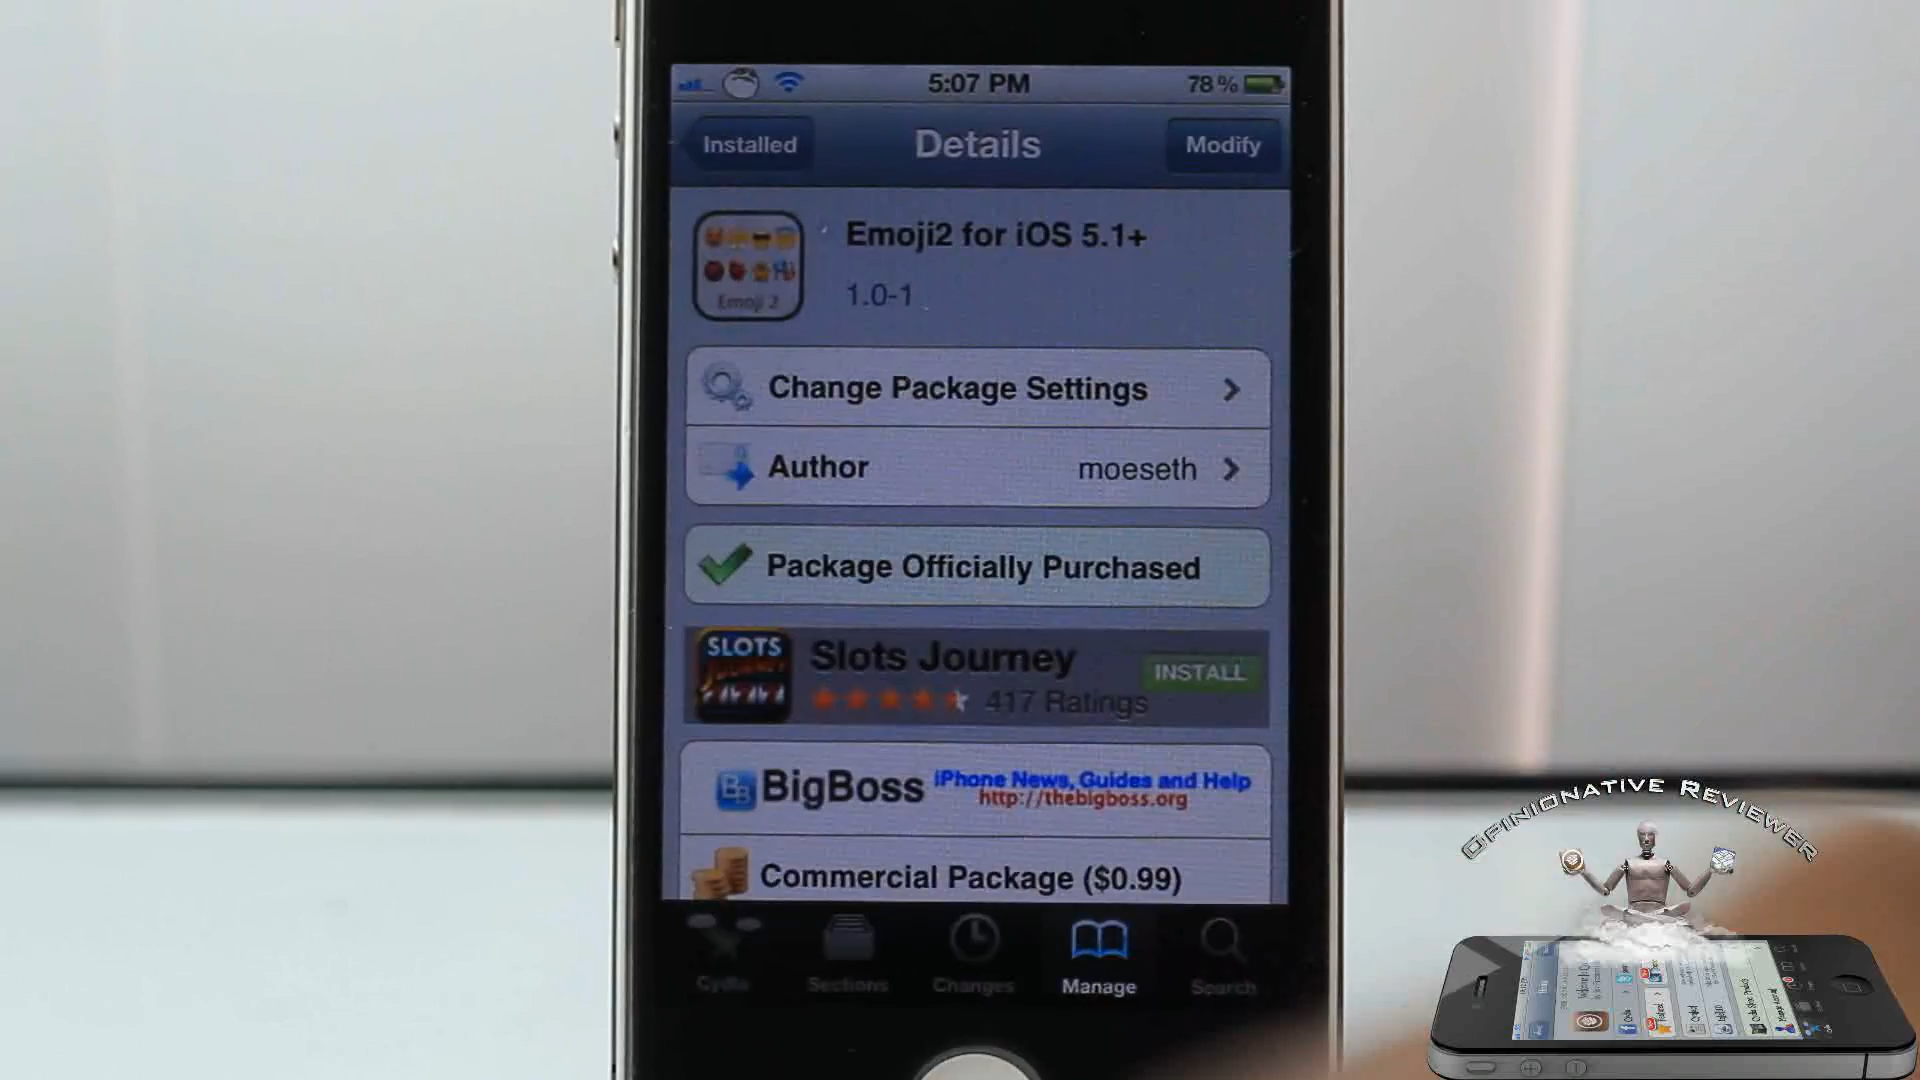 5:07 PM
78 %
Installed
Details
Modify
Emoji2 for iOS 5.1+
Emoji 2
1.0-1
Change Package Settings
Author
moeseth
Package Officially Purchased
SLOTS
Slots Journey
INSTALL
417 Ratings
BigBoss
iPhone News, Guides and Help
http://thebigboss.org
Commercial Package ($0.99)
Cydia
Sections
Changes
Manage
Search
Opinionative Reviewer